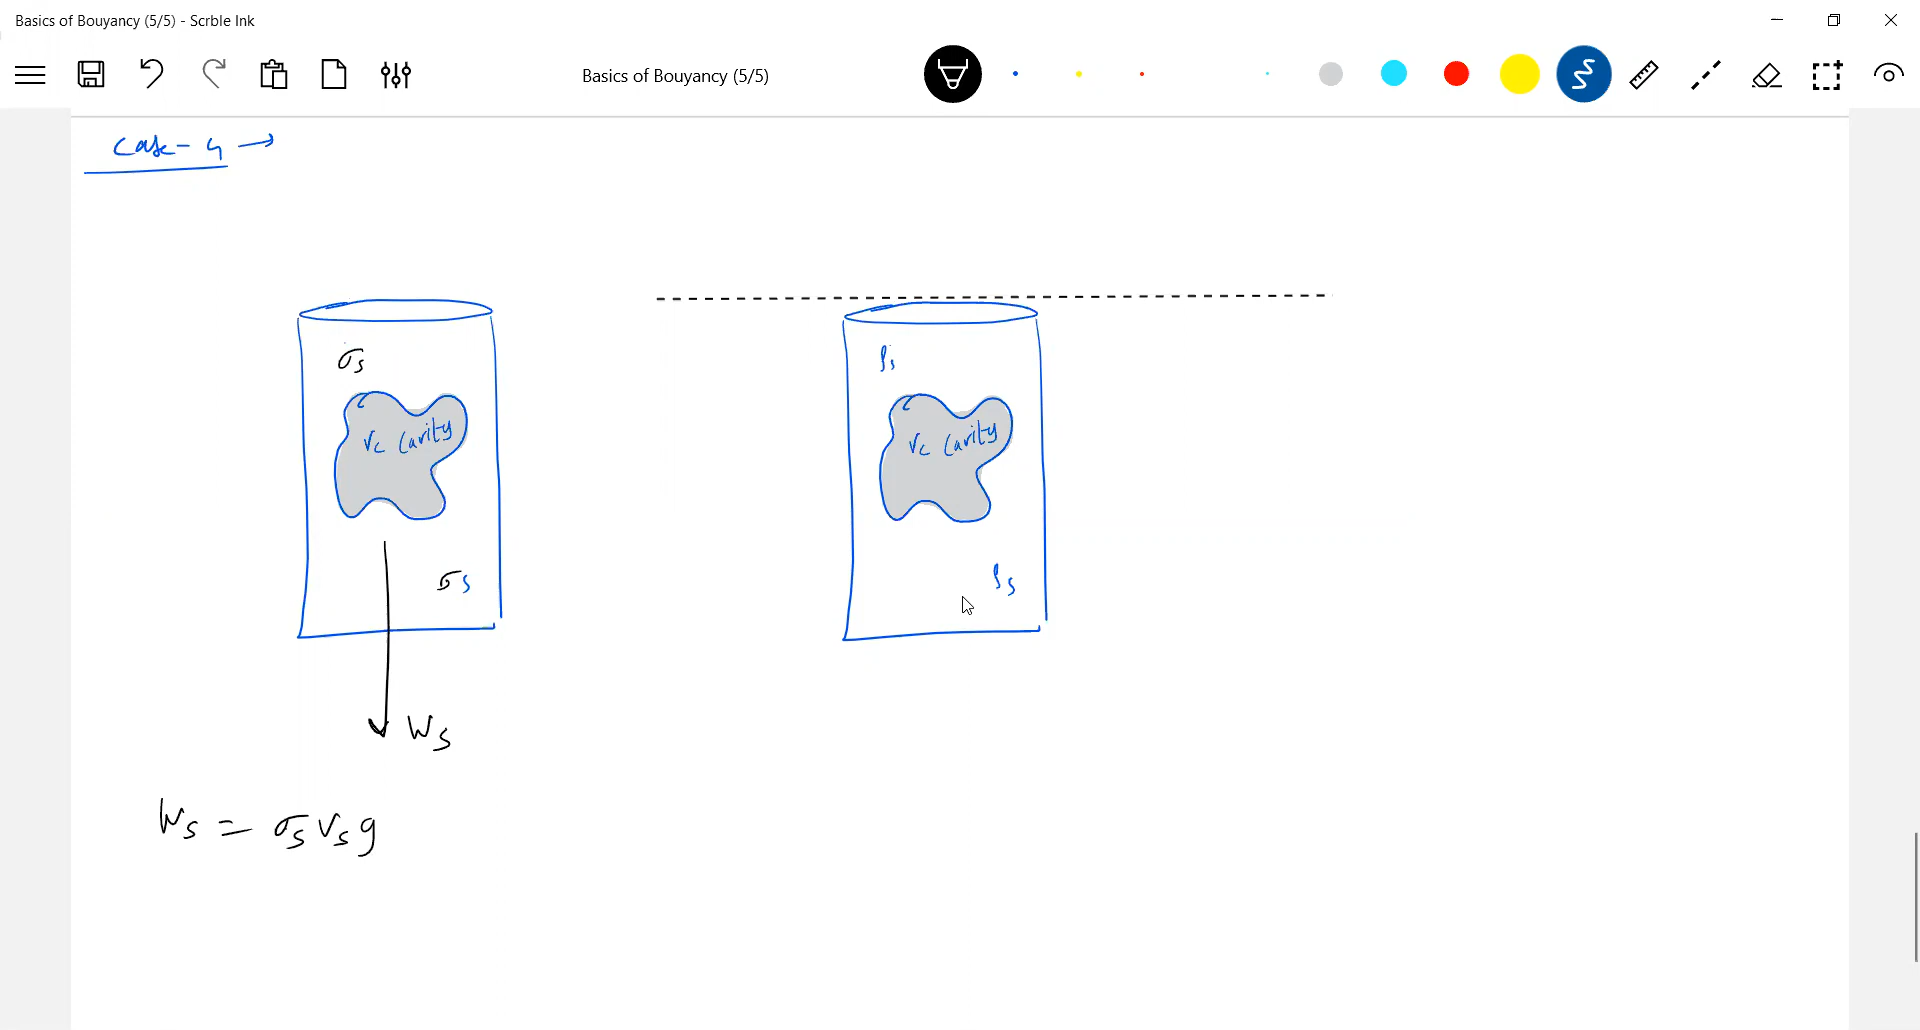 Basics of Bouyancy (5/5) - Scrble Ink
Basics of Bouyancy (5/5)
Case-4 →
σs
ρs
Vc Cavity
Vc Cavity
σs
ρs
Ws
Ws = σs Vs g